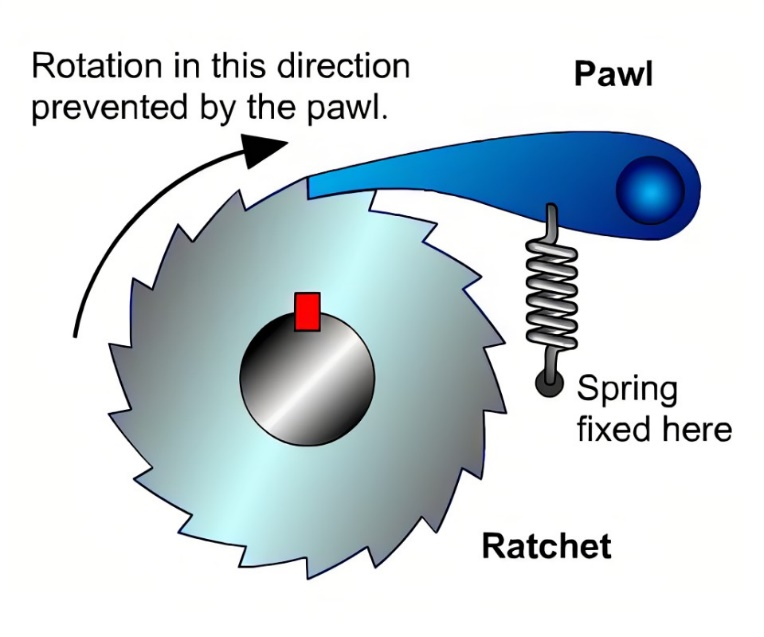 Rotation in this direction
prevented by the pawl.
Pawl
Spring
fixed here
Ratchet